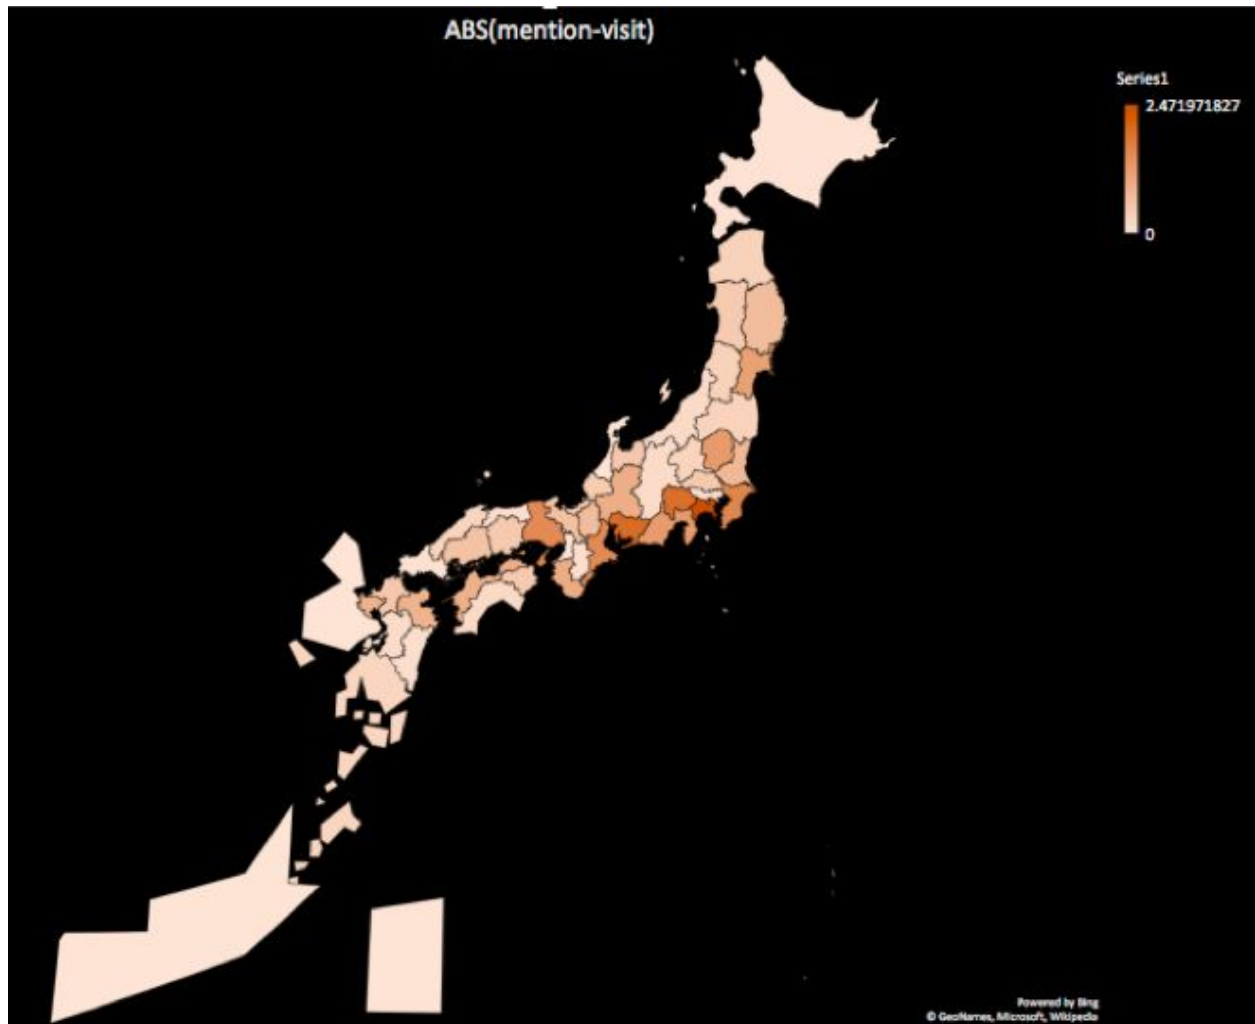 ABS(mention-visit)
Series1
2.471971827
0
Powered by Bing
© GeoNames, Microsoft, Wikipedia